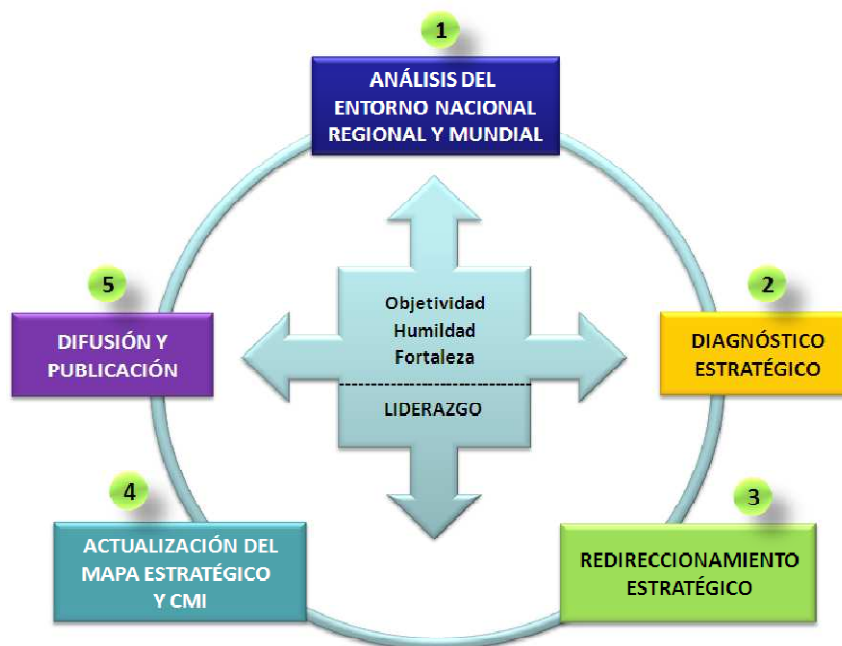 1
ANÁLISIS DEL
ENTORNO NACIONAL
REGIONAL Y MUNDIAL
2
DIAGNÓSTICO
ESTRATÉGICO
3
REDIRECCIONAMIENTO
ESTRATÉGICO
4
ACTUALIZACIÓN DEL
MAPA ESTRATÉGICO
Y CMI
5
DIFUSIÓN Y
PUBLICACIÓN
Objetividad
Humildad
Fortaleza
LIDERAZGO